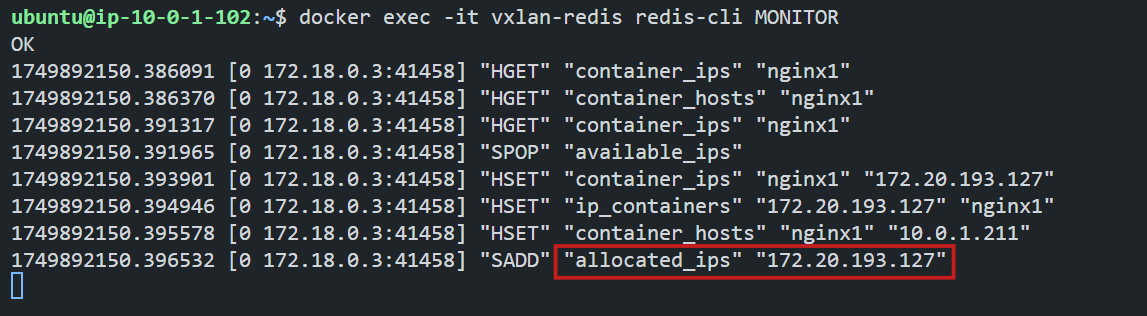 ubuntu@ip-10-0-1-102:~$ docker exec -it vxlan-redis redis-cli MONITOR
OK
1749892150.386091 [0 172.18.0.3:41458] "HGET" "container_ips" "nginx1"
1749892150.386370 [0 172.18.0.3:41458] "HGET" "container_hosts" "nginx1"
1749892150.391317 [0 172.18.0.3:41458] "HGET" "container_ips" "nginx1"
1749892150.391965 [0 172.18.0.3:41458] "SPOP" "available_ips"
1749892150.393901 [0 172.18.0.3:41458] "HSET" "container_ips" "nginx1" "172.20.193.127"
1749892150.394946 [0 172.18.0.3:41458] "HSET" "ip_containers" "172.20.193.127" "nginx1"
1749892150.395578 [0 172.18.0.3:41458] "HSET" "container_hosts" "nginx1" "10.0.1.211"
1749892150.396532 [0 172.18.0.3:41458] "SADD" "allocated_ips" "172.20.193.127"